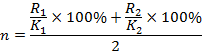 n = (R₁/K₁ × 100% + R₂/K₂ × 100%) / 2